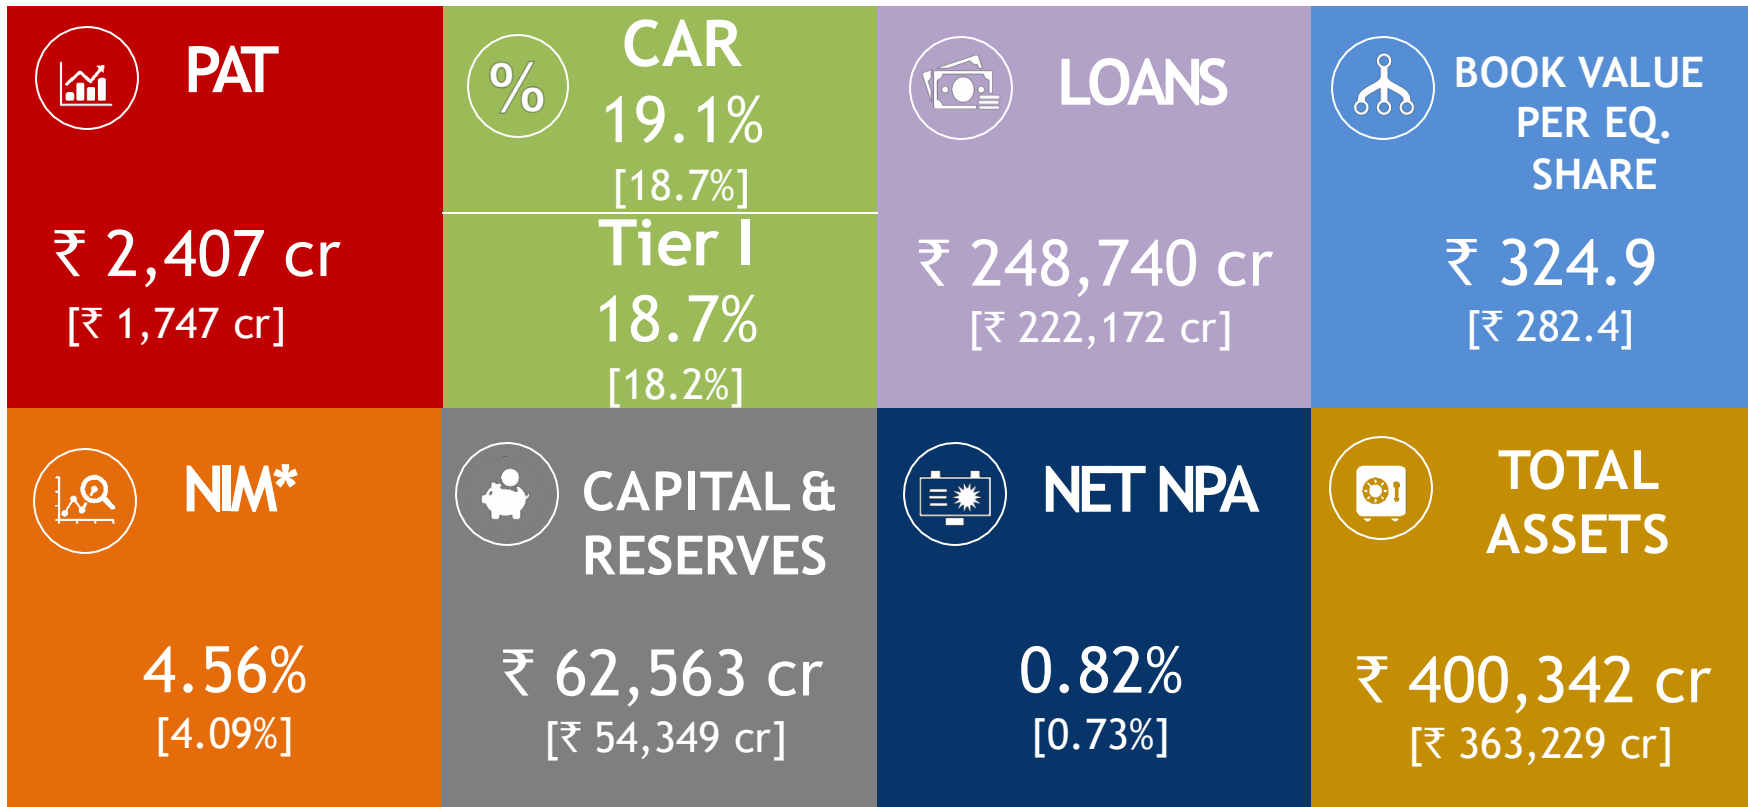 PAT
₹ 2,407 cr
[₹ 1,747 cr]
%
CAR
19.1%
[18.7%]
Tier I
18.7%
[18.2%]
LOANS
₹ 248,740 cr
[₹ 222,172 cr]
BOOK VALUE
PER EQ.
SHARE
₹ 324.9
[₹ 282.4]
NIM*
4.56%
[4.09%]
CAPITAL &
RESERVES
₹ 62,563 cr
[₹ 54,349 cr]
NET NPA
0.82%
[0.73%]
TOTAL
ASSETS
₹ 400,342 cr
[₹ 363,229 cr]